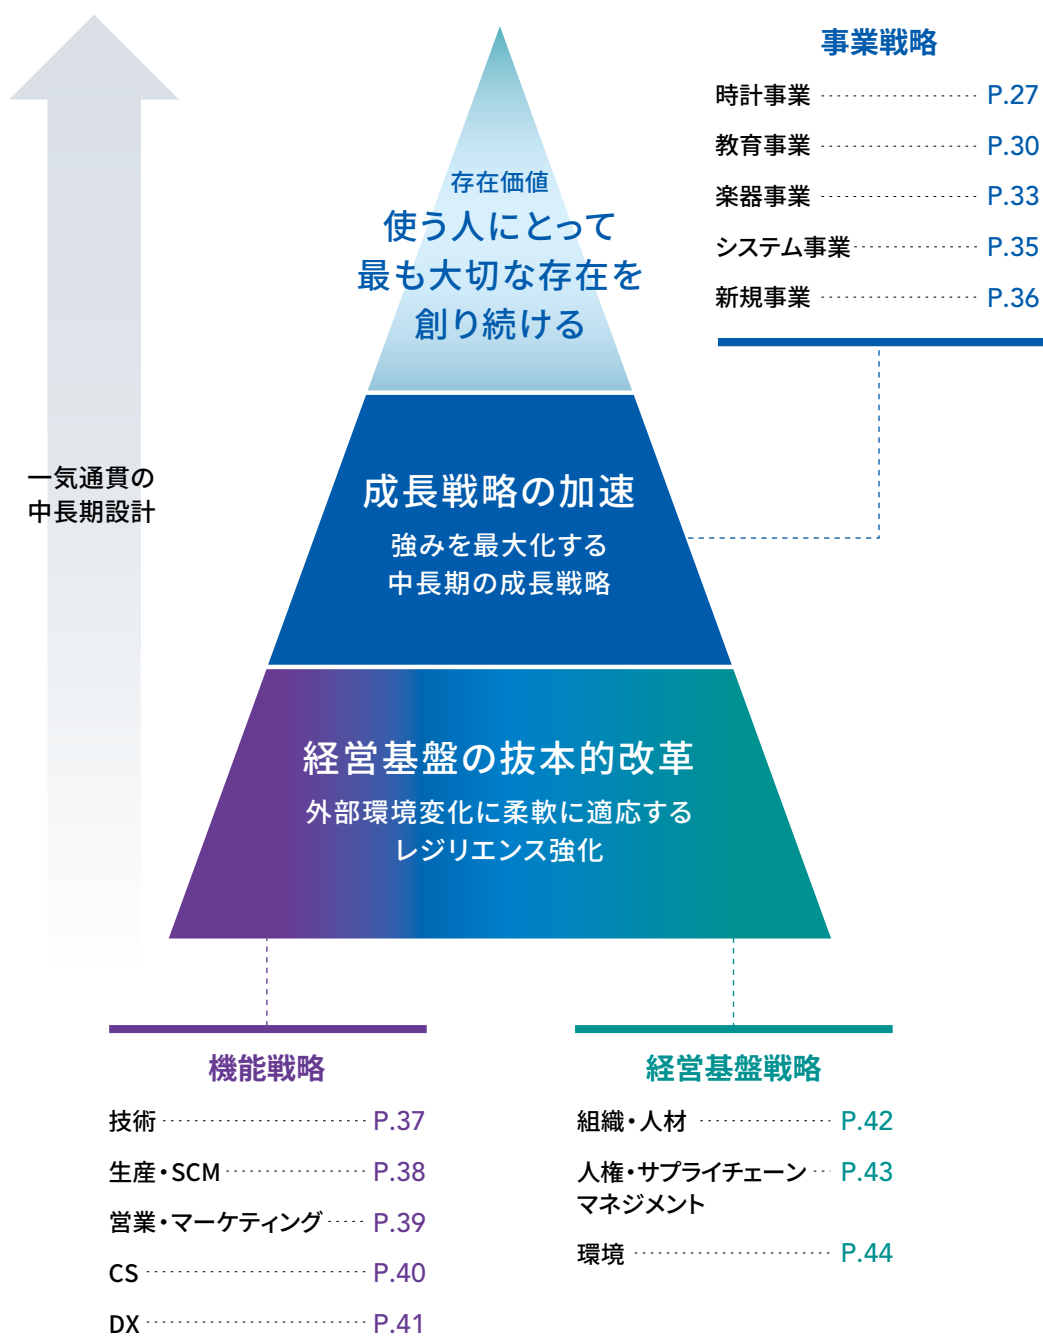 事業戦略
時計事業 P.27
教育事業 P.30
楽器事業 P.33
システム事業 P.35
新規事業 P.36
存在価値
使う人にとって
最も大切な存在を
創り続ける
一気通貫の
中長期設計
成長戦略の加速
強みを最大化する
中長期の成長戦略
経営基盤の抜本的改革
外部環境変化に柔軟に適応する
レジリエンス強化
機能戦略
技術 P.37
生産・SCM P.38
営業・マーケティング P.39
CS P.40
DX P.41
経営基盤戦略
組織・人材 P.42
人権・サプライチェーン P.43
マネジメント
環境 P.44